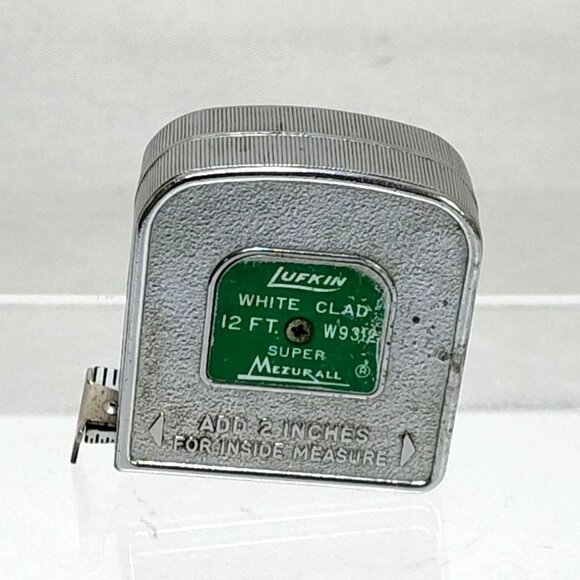 LUFKIN
WHITE CLAD
12 FT. W9312
SUPER
MEZURALL ®
ADD 2 INCHES
FOR INSIDE MEASURE